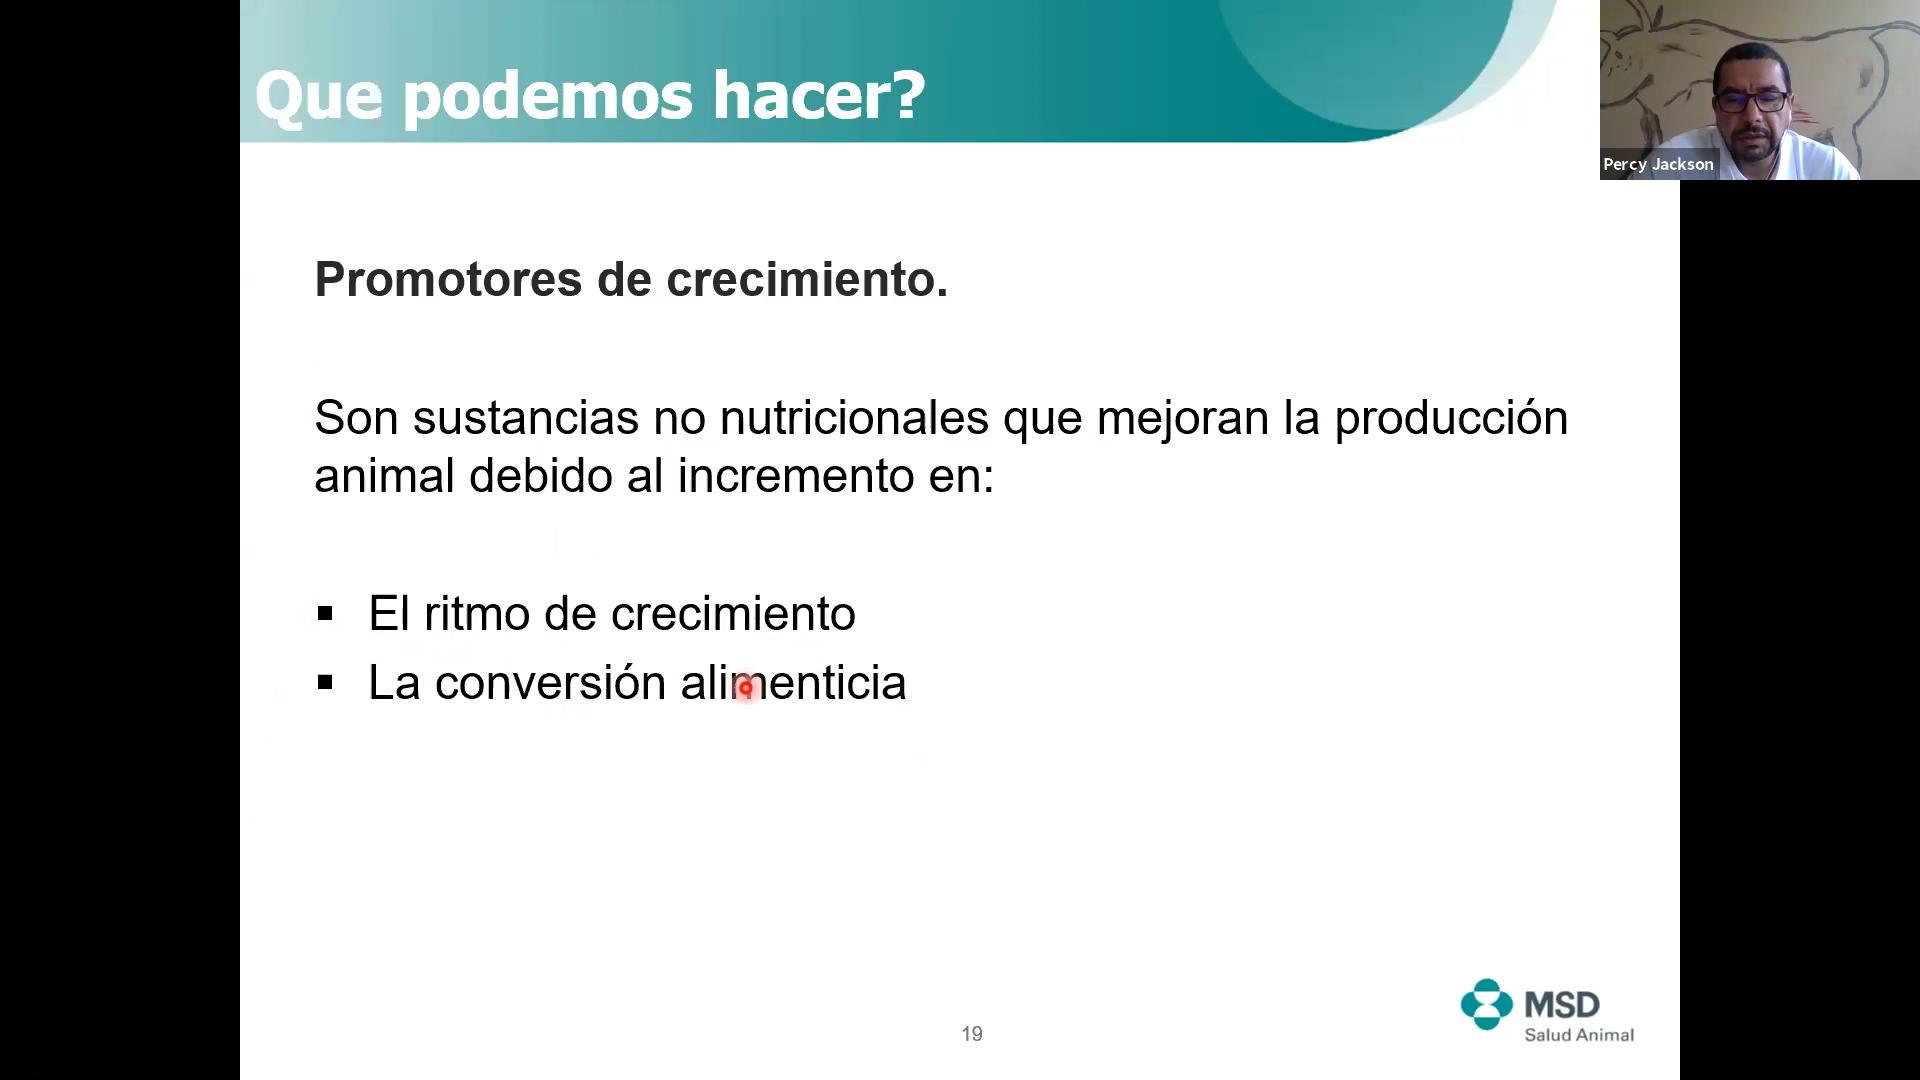 Que podemos hacer?
Percy Jackson
Promotores de crecimiento.
Son sustancias no nutricionales que mejoran la producción
animal debido al incremento en:
▪ El ritmo de crecimiento
▪ La conversión alimenticia
19
MSD
Salud Animal